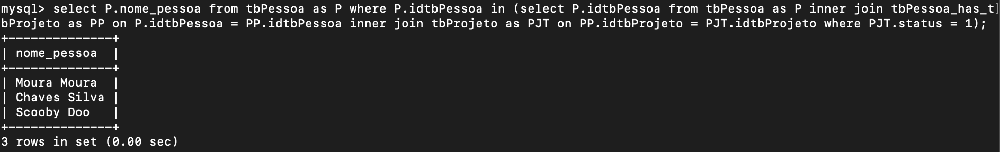 mysql> select P.nome_pessoa from tbPessoa as P where P.idtbPessoa in (select P.idtbPessoa from tbPessoa as P inner join tbPessoa_has_t
bProjeto as PP on P.idtbPessoa = PP.idtbPessoa inner join tbProjeto as PJT on PP.idtbProjeto = PJT.idtbProjeto where PJT.status = 1);
+--------------+
| nome_pessoa  |
+--------------+
| Moura Moura  |
| Chaves Silva |
| Scooby Doo   |
+--------------+
3 rows in set (0.00 sec)